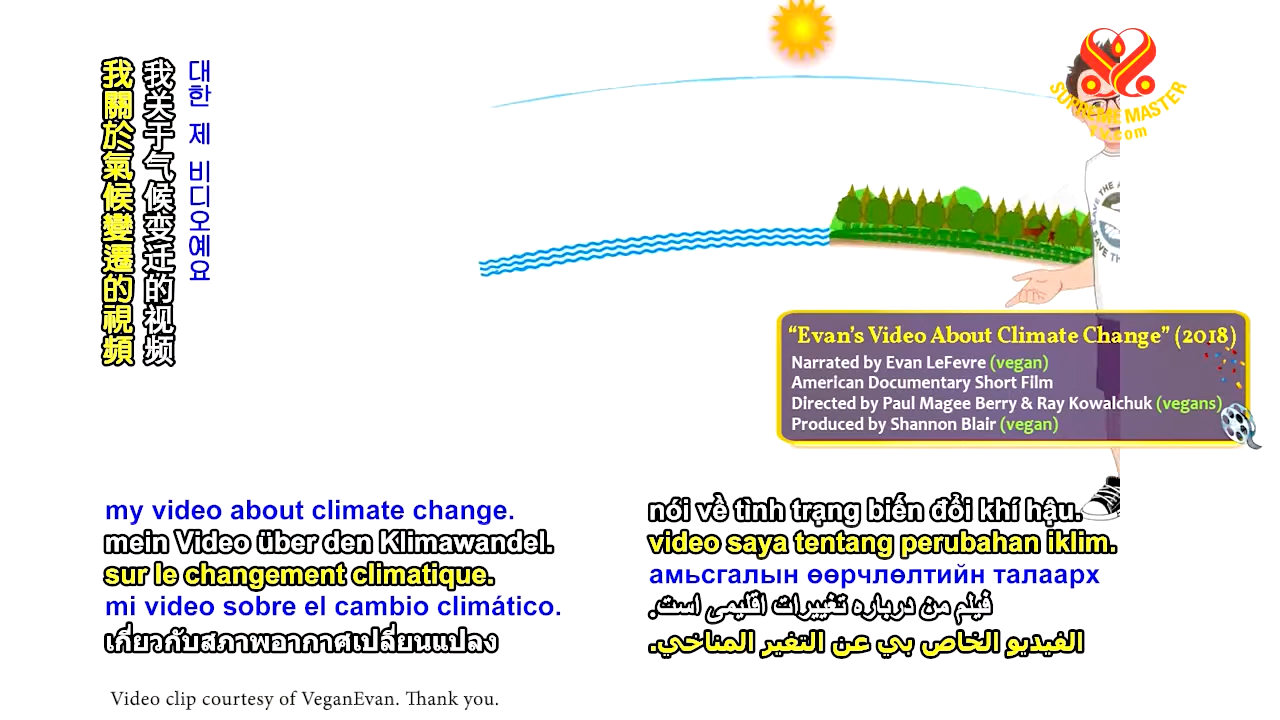 我關於氣候變遷的視頻
我关于气候变迁的视频
대한 제 비디오예요
SUPREME MASTER
TV.com
SAVE THE
SAVE TH
“Evan’s Video About Climate Change” (2018)
Narrated by Evan LeFevre (vegan)
American Documentary Short Film
Directed by Paul Magee Berry & Ray Kowalchuk (vegans)
Produced by Shannon Blair (vegan)
my video about climate change.
mein Video über den Klimawandel.
sur le changement climatique.
mi video sobre el cambio climático.
เกี่ยวกับสภาพอากาศเปลี่ยนแปลง
nói về tình trạng biến đổi khí hậu.
video saya tentang perubahan iklim.
амьсгалын өөрчлөлтийн талаарх
فیلم من درباره تغییرات اقلیمی است.
الفيديو الخاص بي عن التغير المناخي.
Video clip courtesy of VeganEvan. Thank you.